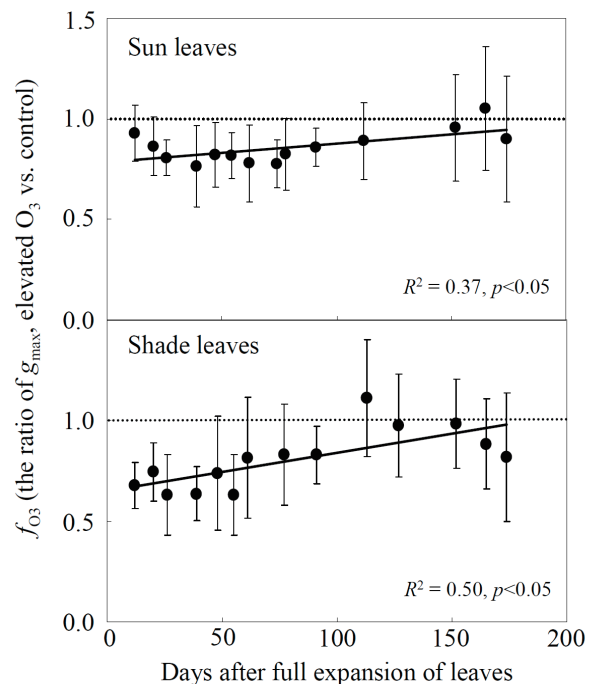 1.5
Sun leaves
1.0
0.5
R² = 0.37, p<0.05
0.0
Shade leaves
1.0
0.5
R² = 0.50, p<0.05
0.0
0 50 100 150 200
Days after full expansion of leaves
fO₃ (the ratio of gmax, elevated O₃ vs. control)